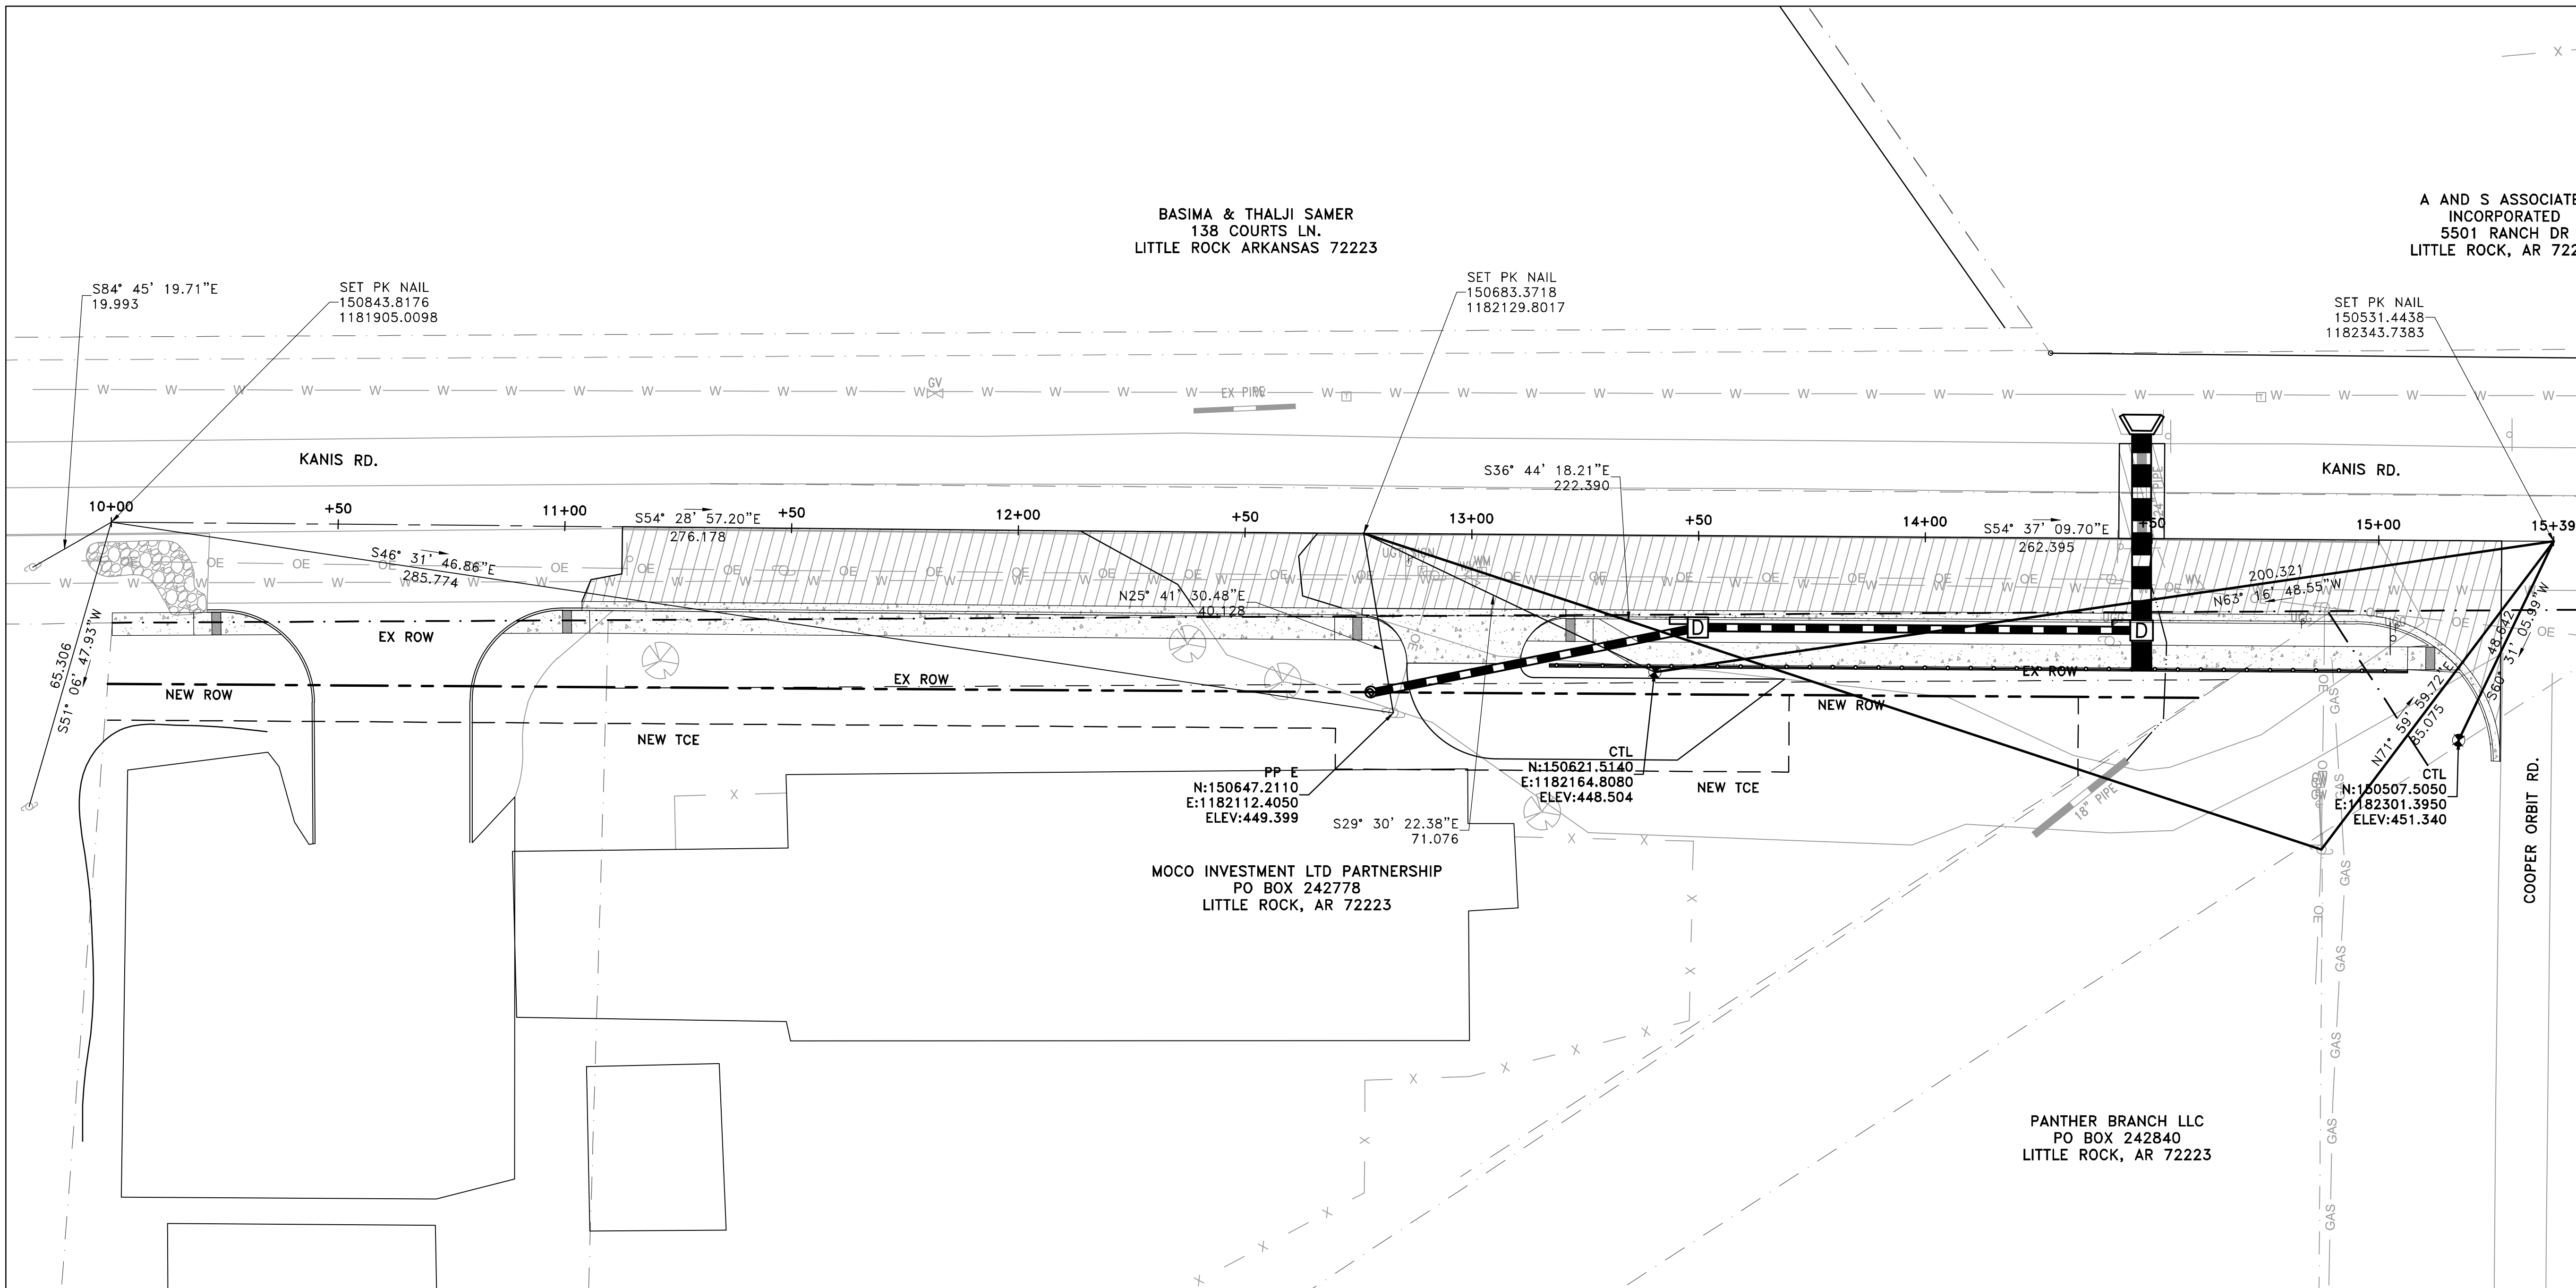 BASIMA & THALJI SAMER
138 COURTS LN.
LITTLE ROCK ARKANSAS 72223
A AND S ASSOCIATE
INCORPORATED
5501 RANCH DR
LITTLE ROCK, AR 722
S84° 45' 19.71"E
19.993
SET PK NAIL
150843.8176
1181905.0098
SET PK NAIL
150683.3718
1182129.8017
SET PK NAIL
150531.4438
1182343.7383
GV
EX PIPE
KANIS RD.
KANIS RD.
S36° 44' 18.21"E
222.390
24" PIPE
10+00
+50
11+00
+50
12+00
+50
13+00
+50
14+00
+50
15+00
15+39
S54° 28' 57.20"E
276.178
S54° 37' 09.70"E
262.395
S46° 31' 46.86"E
285.774
N25° 41' 30.48"E
40.128
WM
WV
200.321
N63° 16' 48.55"W
48.642
S60° 31' 05.99"W
65.306
S51° 06' 47.93"W
EX ROW
EX ROW
EX ROW
NEW ROW
NEW ROW
D
D
NEW TCE
NEW TCE
N71° 59' 59.72"E
85.075
PP E
N:150647.2110
E:1182112.4050
ELEV:449.399
CTL
N:150621.5140
E:1182164.8080
ELEV:448.504
CTL
N:150507.5050
E:1182301.3950
ELEV:451.340
S29° 30' 22.38"E
71.076
18" PIPE
COOPER ORBIT RD.
MOCO INVESTMENT LTD PARTNERSHIP
PO BOX 242778
LITTLE ROCK, AR 72223
PANTHER BRANCH LLC
PO BOX 242840
LITTLE ROCK, AR 72223
W
OE
GAS
X